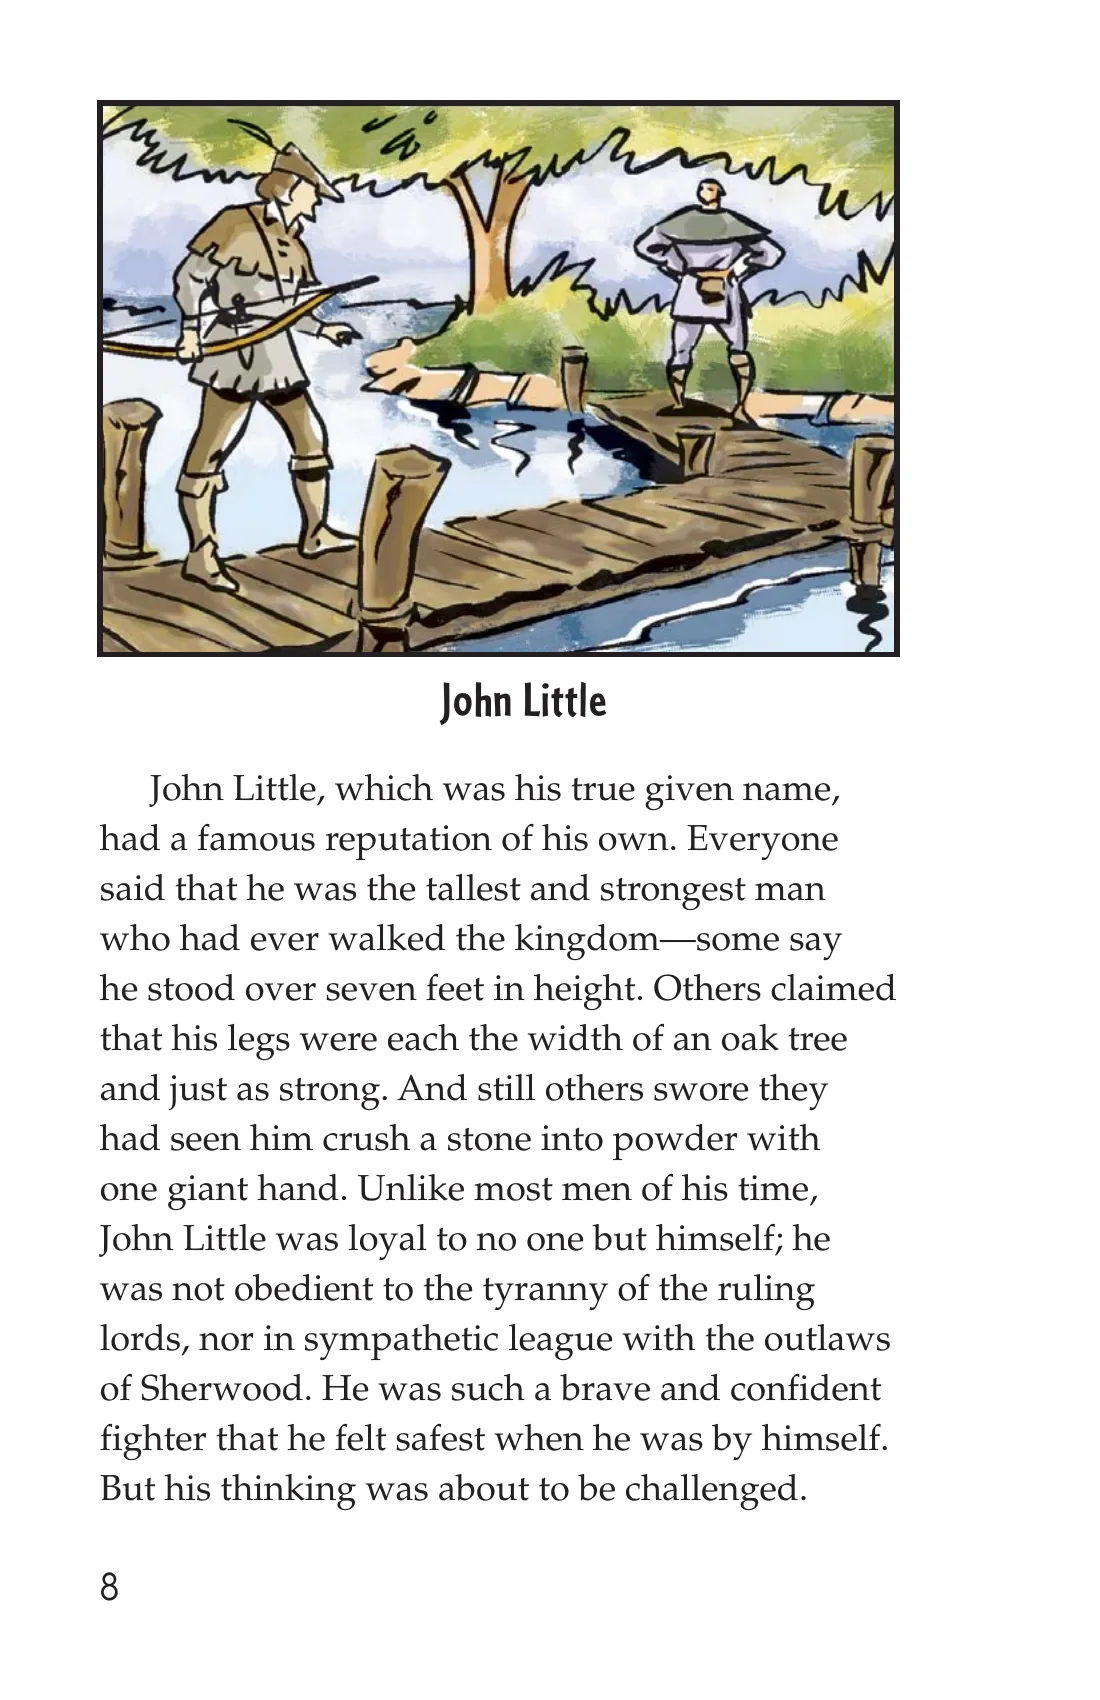 John Little
John Little, which was his true given name,
had a famous reputation of his own. Everyone
said that he was the tallest and strongest man
who had ever walked the kingdom—some say
he stood over seven feet in height. Others claimed
that his legs were each the width of an oak tree
and just as strong. And still others swore they
had seen him crush a stone into powder with
one giant hand. Unlike most men of his time,
John Little was loyal to no one but himself; he
was not obedient to the tyranny of the ruling
lords, nor in sympathetic league with the outlaws
of Sherwood. He was such a brave and confident
fighter that he felt safest when he was by himself.
But his thinking was about to be challenged.
8